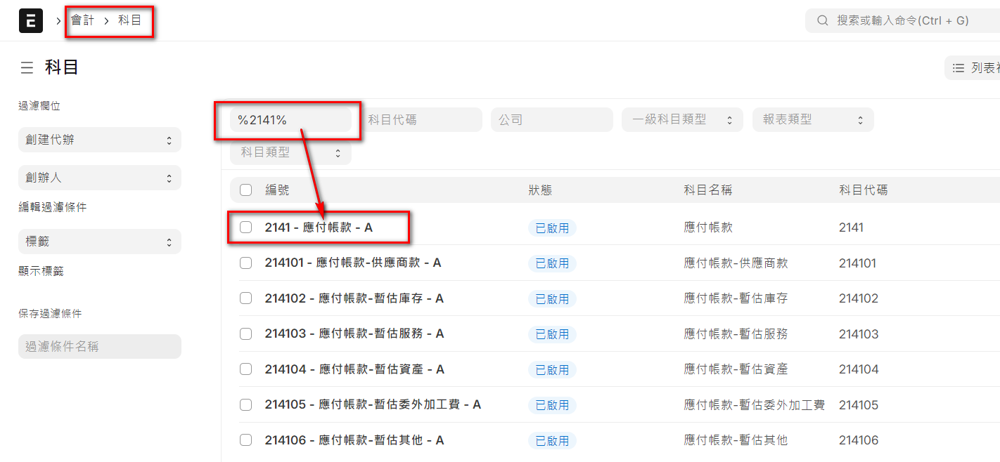 E > 會計 > 科目
搜索或輸入命令(Ctrl + G)
科目
列表
過濾欄位
創建代辦
創辦人
編輯過濾條件
標籤
顯示標籤
保存過濾條件
過濾條件名稱
%2141% 科目代碼 公司 一級科目類型 報表類型
科目類型
編號 狀態 科目名稱 科目代碼
2141 - 應付帳款 - A 已啟用 應付帳款 2141
214101 - 應付帳款-供應商款 - A 已啟用 應付帳款-供應商款 214101
214102 - 應付帳款-暫估庫存 - A 已啟用 應付帳款-暫估庫存 214102
214103 - 應付帳款-暫估服務 - A 已啟用 應付帳款-暫估服務 214103
214104 - 應付帳款-暫估資產 - A 已啟用 應付帳款-暫估資產 214104
214105 - 應付帳款-暫估委外加工費 - A 已啟用 應付帳款-暫估委外加工費 214105
214106 - 應付帳款-暫估其他 - A 已啟用 應付帳款-暫估其他 214106